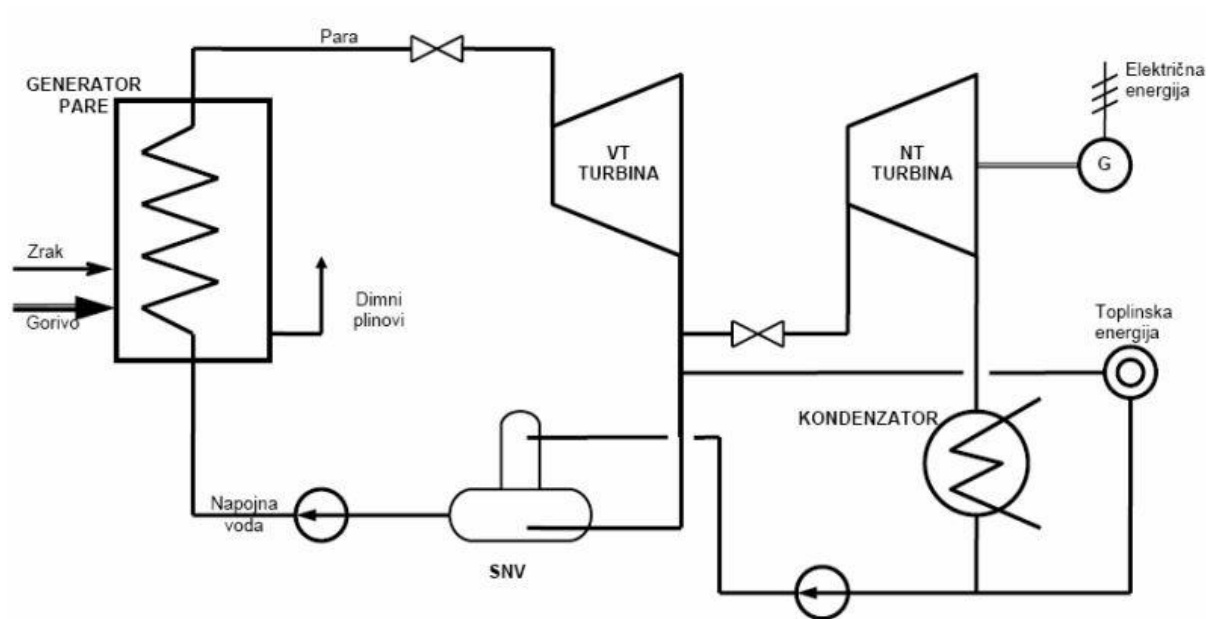 Para
GENERATOR
PARE
Električna
energija
VT
TURBINA
NT
TURBINA
G
Zrak
Gorivo
Dimni
plinovi
Toplinska
energija
KONDENZATOR
Napojna
voda
SNV